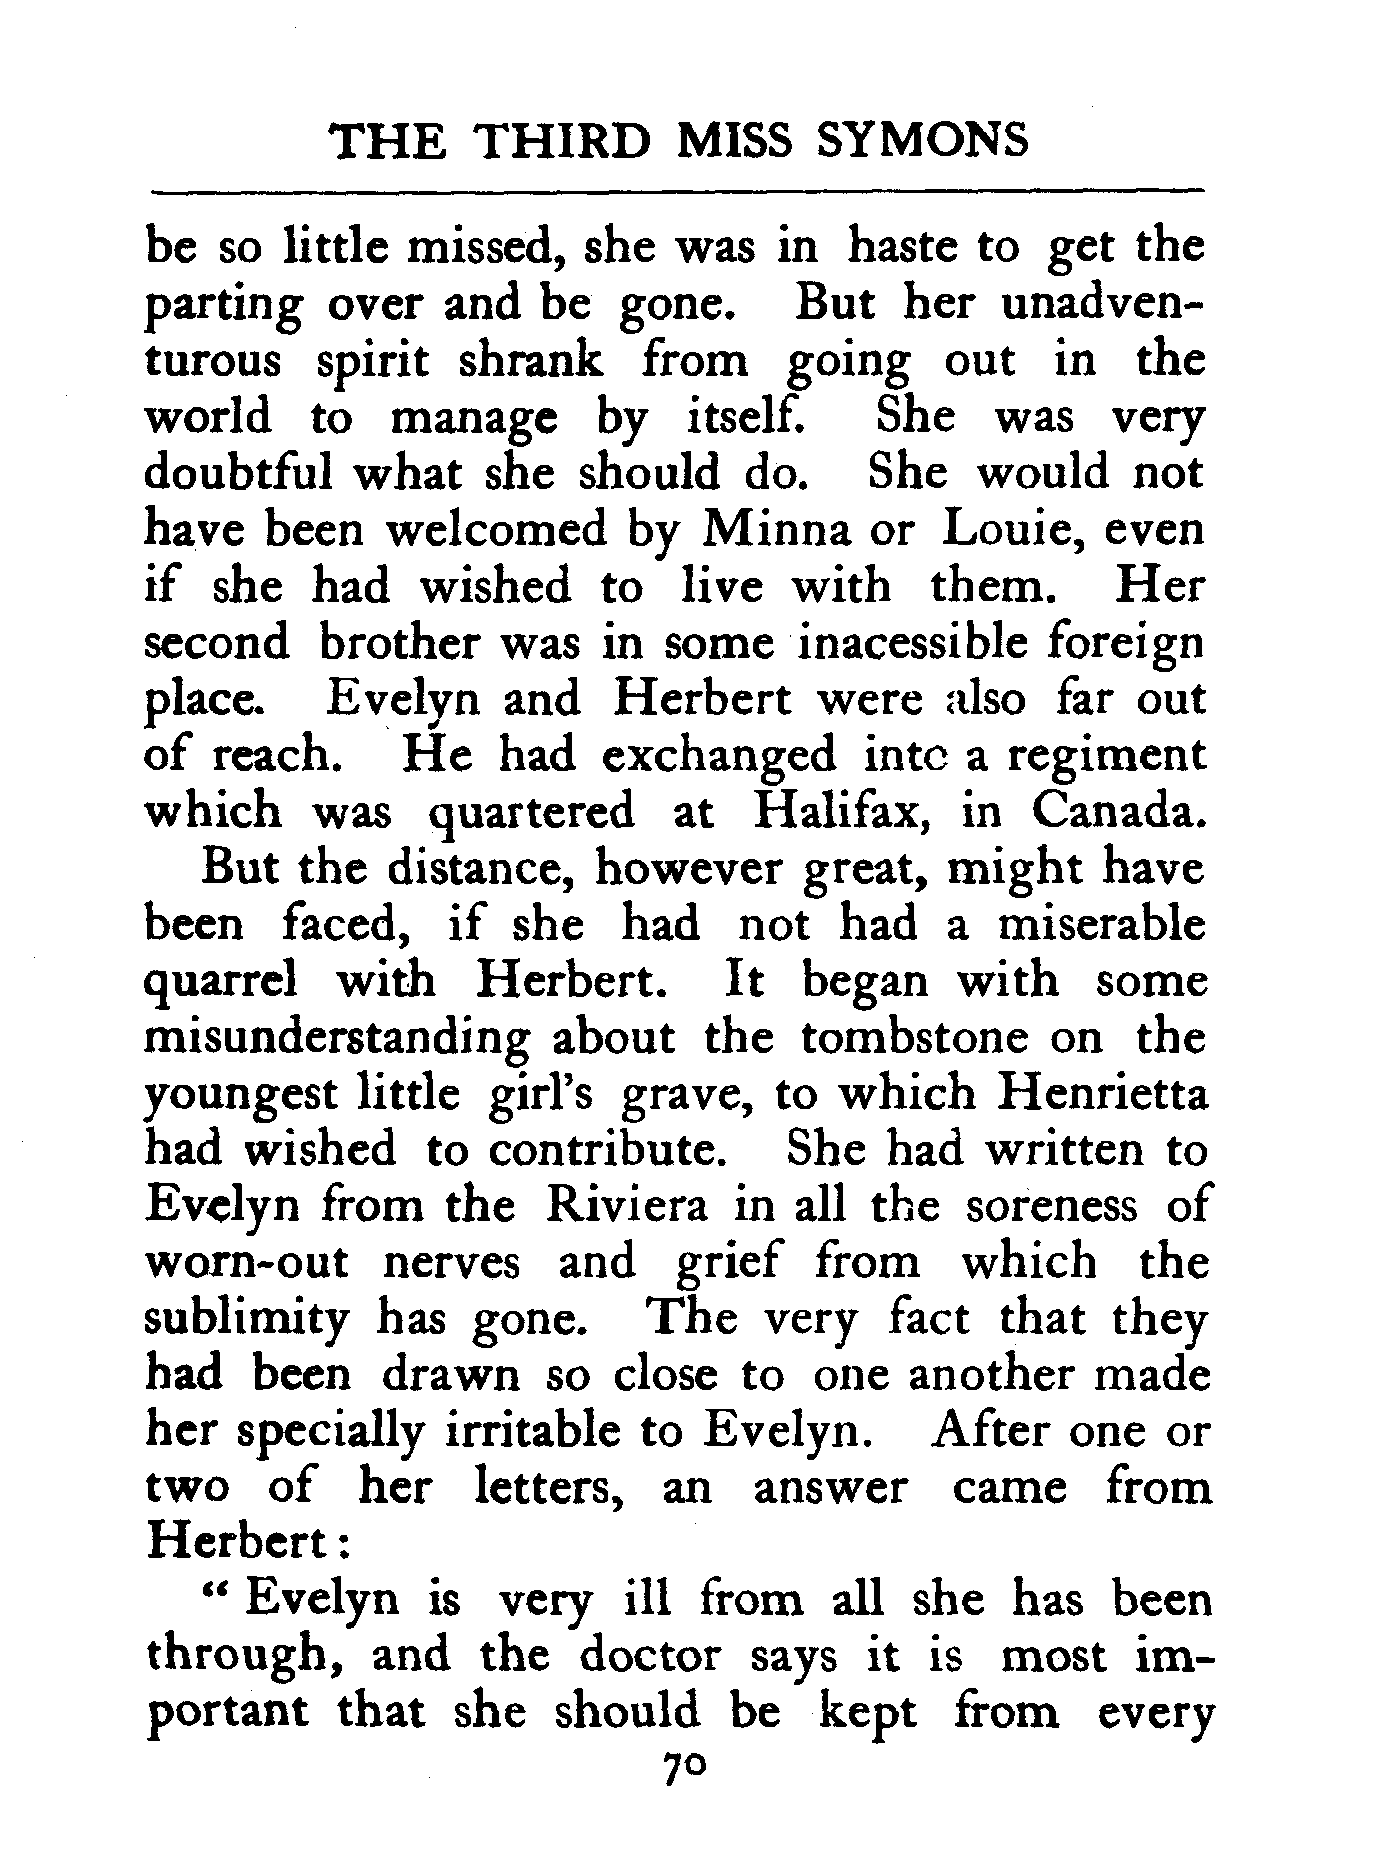 THE THIRD MISS SYMONS
be so little missed, she was in haste to get the
parting over and be gone. But her unadven-
turous spirit shrank from going out in the
world to manage by itself. She was very
doubtful what she should do. She would not
have been welcomed by Minna or Louie, even
if she had wished to live with them. Her
second brother was in some inacessible foreign
place. Evelyn and Herbert were also far out
of reach. He had exchanged into a regiment
which was quartered at Halifax, in Canada.
But the distance, however great, might have
been faced, if she had not had a miserable
quarrel with Herbert. It began with some
misunderstanding about the tombstone on the
youngest little girl's grave, to which Henrietta
had wished to contribute. She had written to
Evelyn from the Riviera in all the soreness of
worn-out nerves and grief from which the
sublimity has gone. The very fact that they
had been drawn so close to one another made
her specially irritable to Evelyn. After one or
two of her letters, an answer came from
Herbert :
" Evelyn is very ill from all she has been
through, and the doctor says it is most im-
portant that she should be kept from every
70